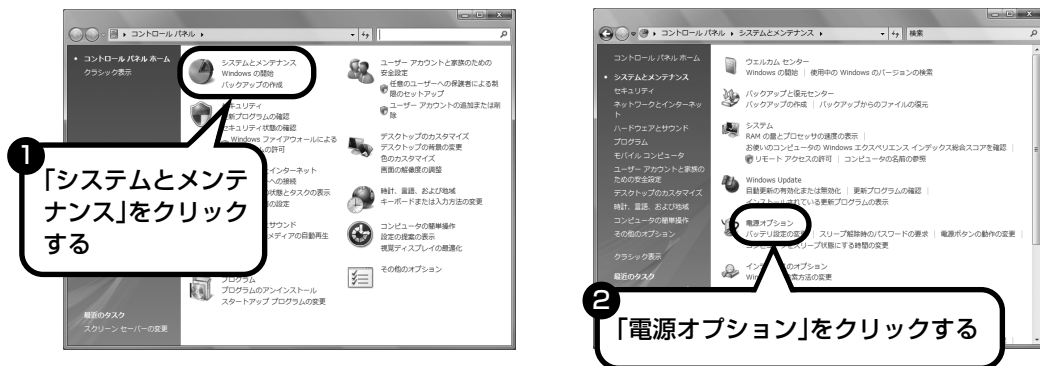 コントロール パネル
コントロール パネル ホーム
クラシック表示
最近のタスク
スクリーン セーバーの変更
システムとメンテナンス
Windows の開始
バックアップの作成
セキュリティ
更新プログラムの確認
セキュリティ状態の確認
Windows ファイアウォールによる
の許可
インターネット
への接続
状態とタスクの表示
の設定
サウンド
メディアの自動再生
プログラム
プログラムのアンインストール
スタートアップ プログラムの変更
ユーザー アカウントと家族のための
安全設定
任意のユーザーへの保護者による制
限のセットアップ
ユーザー アカウントの追加または削
除
デスクトップのカスタマイズ
デスクトップの背景の変更
色のカスタマイズ
画面の解像度の調整
時計、言語、および地域
キーボードまたは入力方法の変更
コンピュータの簡単操作
設定の提案の表示
視覚ディスプレイの最適化
その他のオプション
1
「システムとメンテ
ナンス」をクリック
する
コントロール パネル システムとメンテナンス 検索
コントロール パネル ホーム
システムとメンテナンス
セキュリティ
ネットワークとインターネッ
ト
ハードウェアとサウンド
プログラム
モバイル コンピュータ
ユーザー アカウントと家族の
ための安全設定
デスクトップのカスタマイズ
時計、言語、および地域
コンピュータの簡単操作
その他のオプション
クラシック表示
最近のタスク
ウェルカム センター
Windows の開始 | 使用中の Windows のバージョンの検索
バックアップと復元センター
バックアップの作成 | バックアップからのファイルの復元
システム
RAM の量とプロセッサの速度の表示 |
お使いのコンピュータの Windows エクスペリエンス インデックス総合スコアを確認 |
リモート アクセスの許可 | コンピュータの名前の参照
Windows Update
自動更新の有効化または無効化 | 更新プログラムの確認 |
インストールされている更新プログラムの表示
電源オプション
バッテリ設定の変更 | スリープ解除時のパスワードの要求 | 電源ボタンの動作の変更 |
コンピュータがスリープ状態にする時間の変更
のオプション
Win 索方法の変更
2
「電源オプション」をクリックする